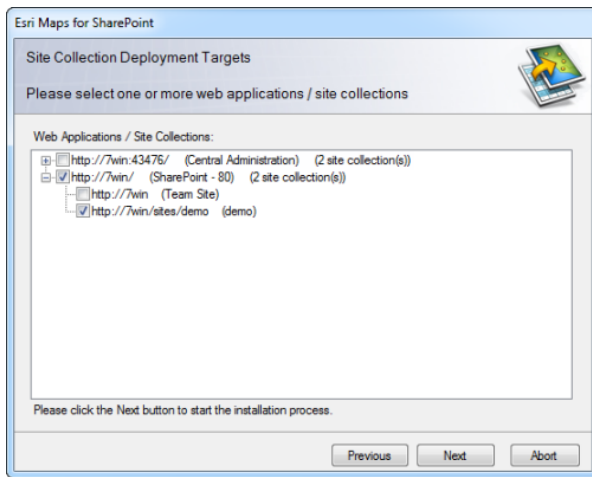 Esri Maps for SharePoint
Site Collection Deployment Targets
Please select one or more web applications / site collections
Web Applications / Site Collections:
http://7win:43476/ (Central Administration) (2 site collection(s))
http://7win/ (SharePoint - 80) (2 site collection(s))
http://7win (Team Site)
http://7win/sites/demo (demo)
Please click the Next button to start the installation process.
Previous Next Abort